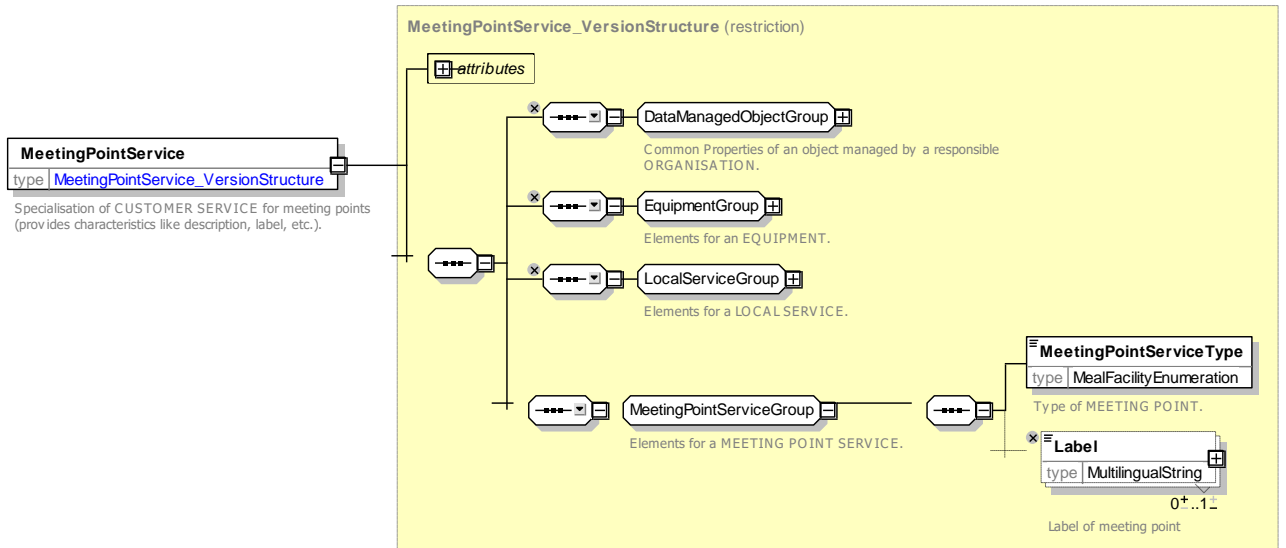 MeetingPointService_VersionStructure (restriction)
attributes
DataManagedObjectGroup
Common Properties of an object managed by a responsible
ORGANISATION.
MeetingPointService
type MeetingPointService_VersionStructure
Specialisation of CUSTOMER SERVICE for meeting points
(provides characteristics like description, label, etc.).
EquipmentGroup
Elements for an EQUIPMENT.
LocalServiceGroup
Elements for a LOCAL SERVICE.
MeetingPointServiceGroup
Elements for a MEETING POINT SERVICE.
MeetingPointServiceType
type MealFacilityEnumeration
Type of MEETING POINT.
Label
type MultilingualString
0±..1±
Label of meeting point